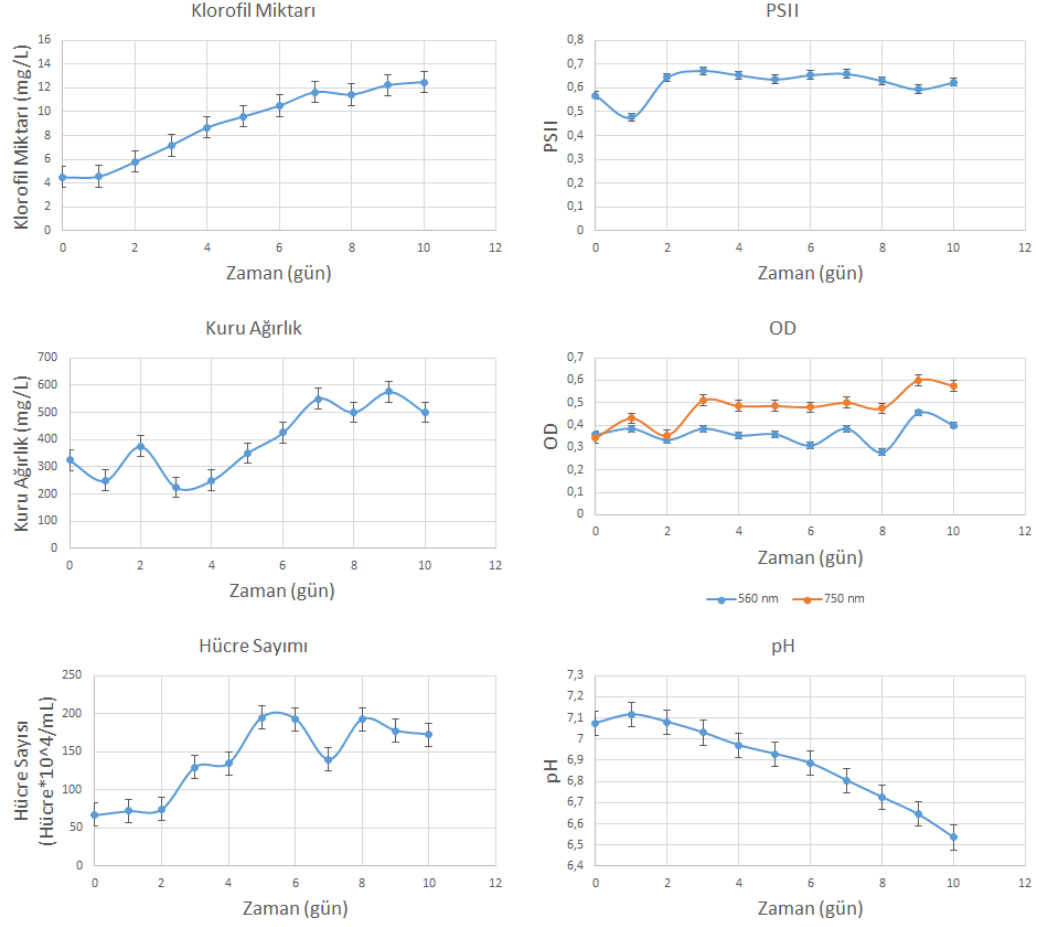 Klorofil Miktarı
Klorofil Miktarı (mg/L)
16
14
12
10
8
6
4
2
0
0 2 4 6 8 10 12
Zaman (gün)
PSII
PSII
0,8
0,7
0,6
0,5
0,4
0,3
0,2
0,1
0
0 2 4 6 8 10 12
Zaman (gün)
Kuru Ağırlık
Kuru Ağırlık (mg/L)
700
600
500
400
300
200
100
0
0 2 4 6 8 10 12
Zaman (gün)
OD
OD
0,7
0,6
0,5
0,4
0,3
0,2
0,1
0
0 2 4 6 8 10 12
Zaman (gün)
560 nm 750 nm
Hücre Sayımı
Hücre Sayısı
(Hücre*10^4/mL)
250
200
150
100
50
0
0 2 4 6 8 10 12
Zaman (gün)
pH
pH
7,3
7,2
7,1
7
6,9
6,8
6,7
6,6
6,5
6,4
0 2 4 6 8 10 12
Zaman (gün)